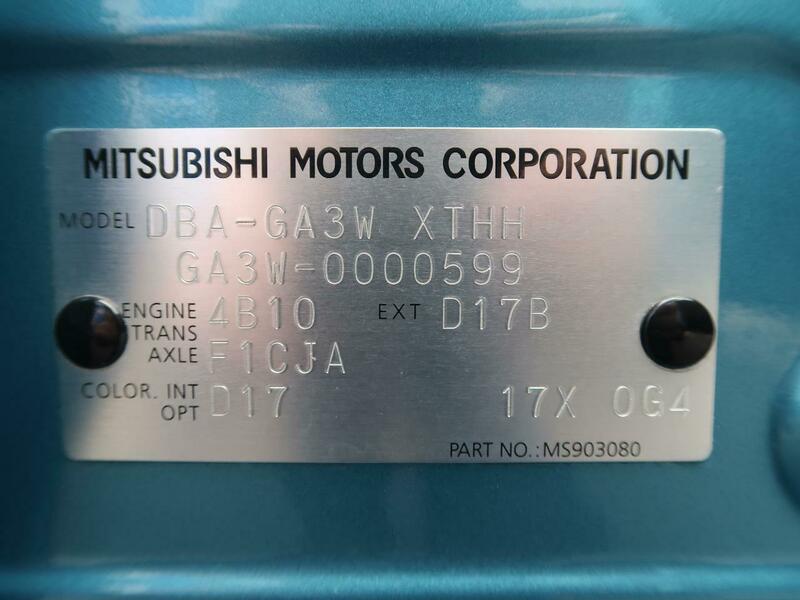 MITSUBISHI MOTORS CORPORATION
MODEL DBA-GA3W XTHH
GA3W-0000599
ENGINE 4B10 EXT D17B
TRANS
AXLE F1CJA
COLOR. INT D17 17X 0G4
OPT
PART NO.:MS903080